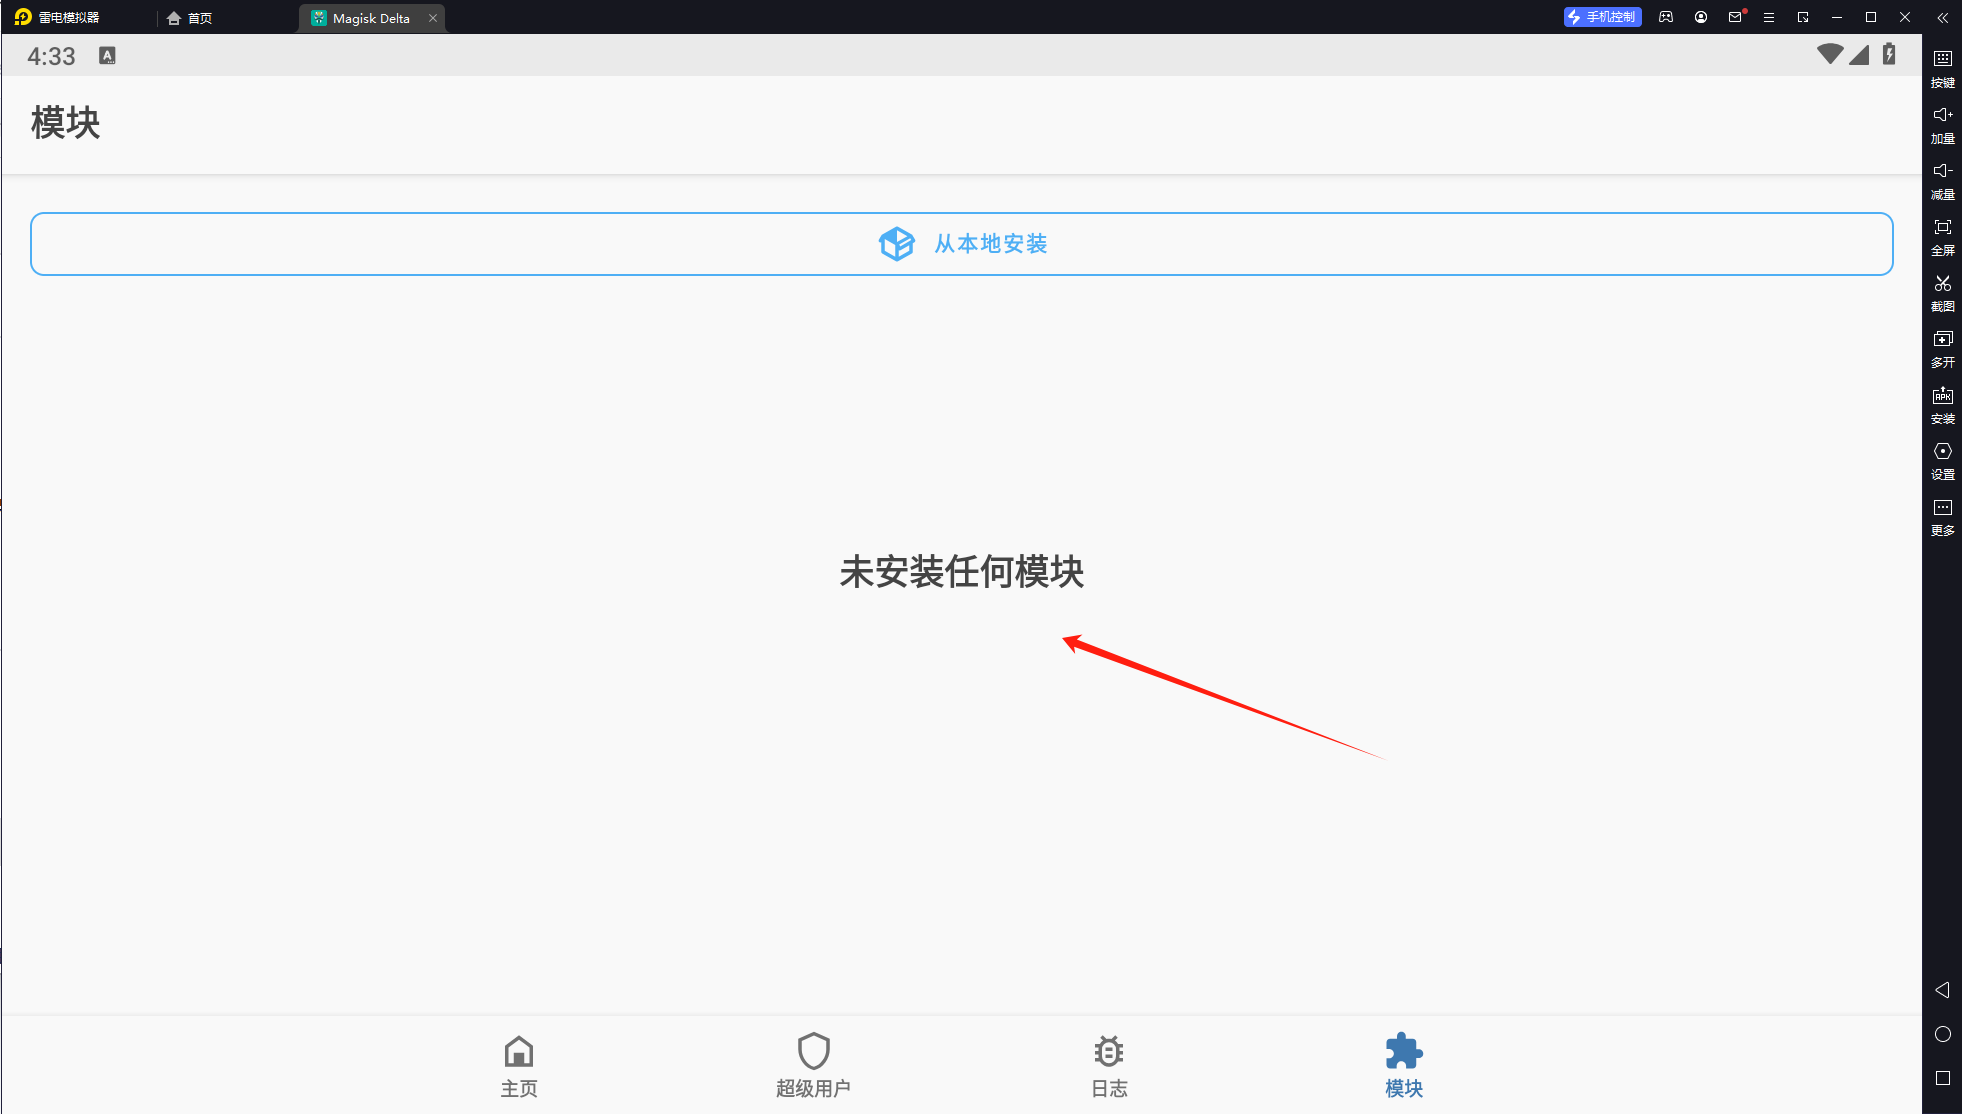 雷电模拟器
首页
Magisk Delta
手机控制
4:33
A
模块
从本地安装
未安装任何模块
主页
超级用户
日志
模块
按键
加量
减量
全屏
截图
多开
APK
安装
设置
更多